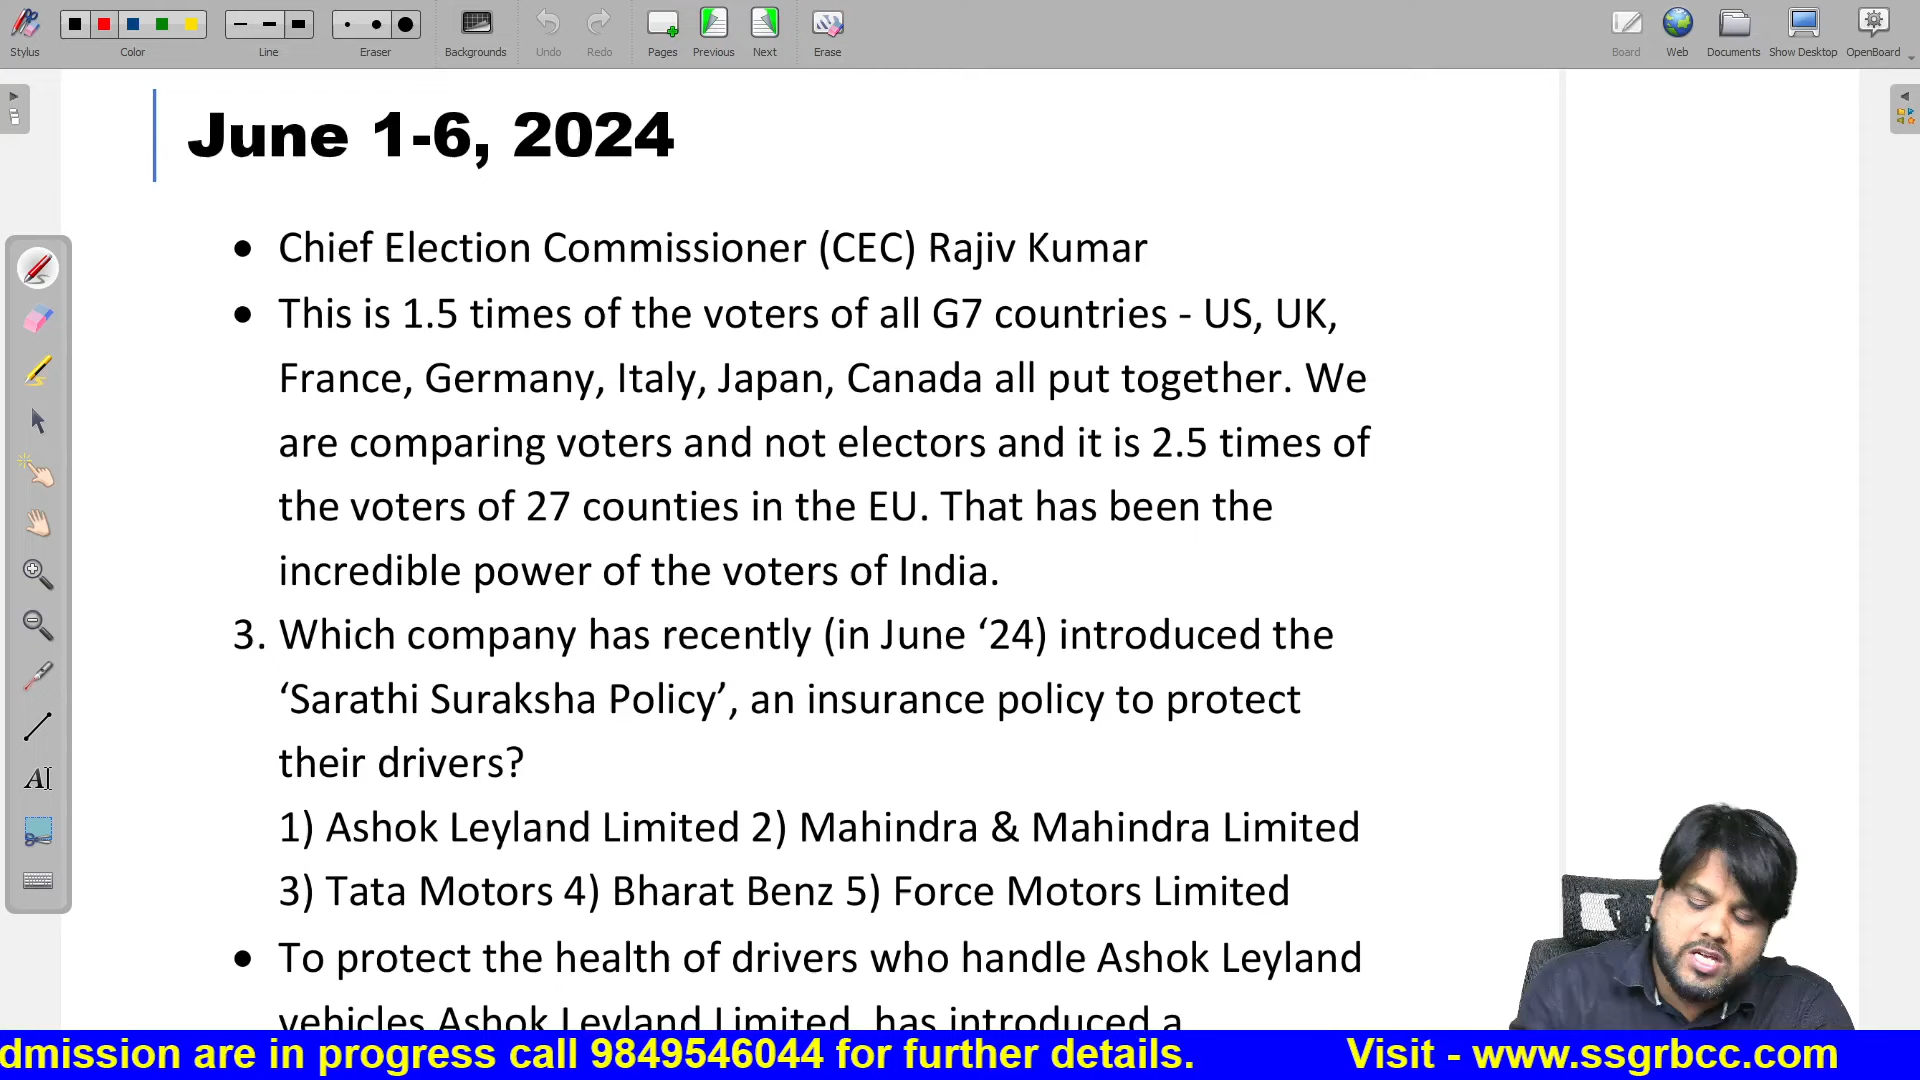 Stylus
Color
Line
Eraser
Backgrounds
Undo
Redo
Pages
Previous
Next
Erase
Board
Web
Documents
Show Desktop
OpenBoard
June 1-6, 2024
• Chief Election Commissioner (CEC) Rajiv Kumar
• This is 1.5 times of the voters of all G7 countries - US, UK,
France, Germany, Italy, Japan, Canada all put together. We
are comparing voters and not electors and it is 2.5 times of
the voters of 27 counties in the EU. That has been the
incredible power of the voters of India.
3. Which company has recently (in June ‘24) introduced the
‘Sarathi Suraksha Policy’, an insurance policy to protect
their drivers?
1) Ashok Leyland Limited 2) Mahindra & Mahindra Limited
3) Tata Motors 4) Bharat Benz 5) Force Motors Limited
• To protect the health of drivers who handle Ashok Leyland
vehicles Ashok Leyland Limited, has introduced a
dmission are in progress call 9849546044 for further details. Visit - www.ssgrbcc.com